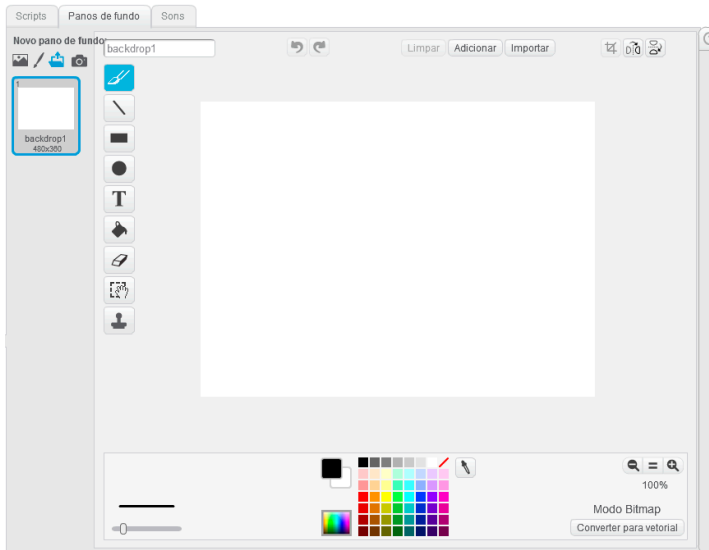 Scripts
Panos de fundo
Sons
Novo pano de fundo:
backdrop1
Limpar
Adicionar
Importar
1
backdrop1
480x360
T
100%
Modo Bitmap
Converter para vetorial